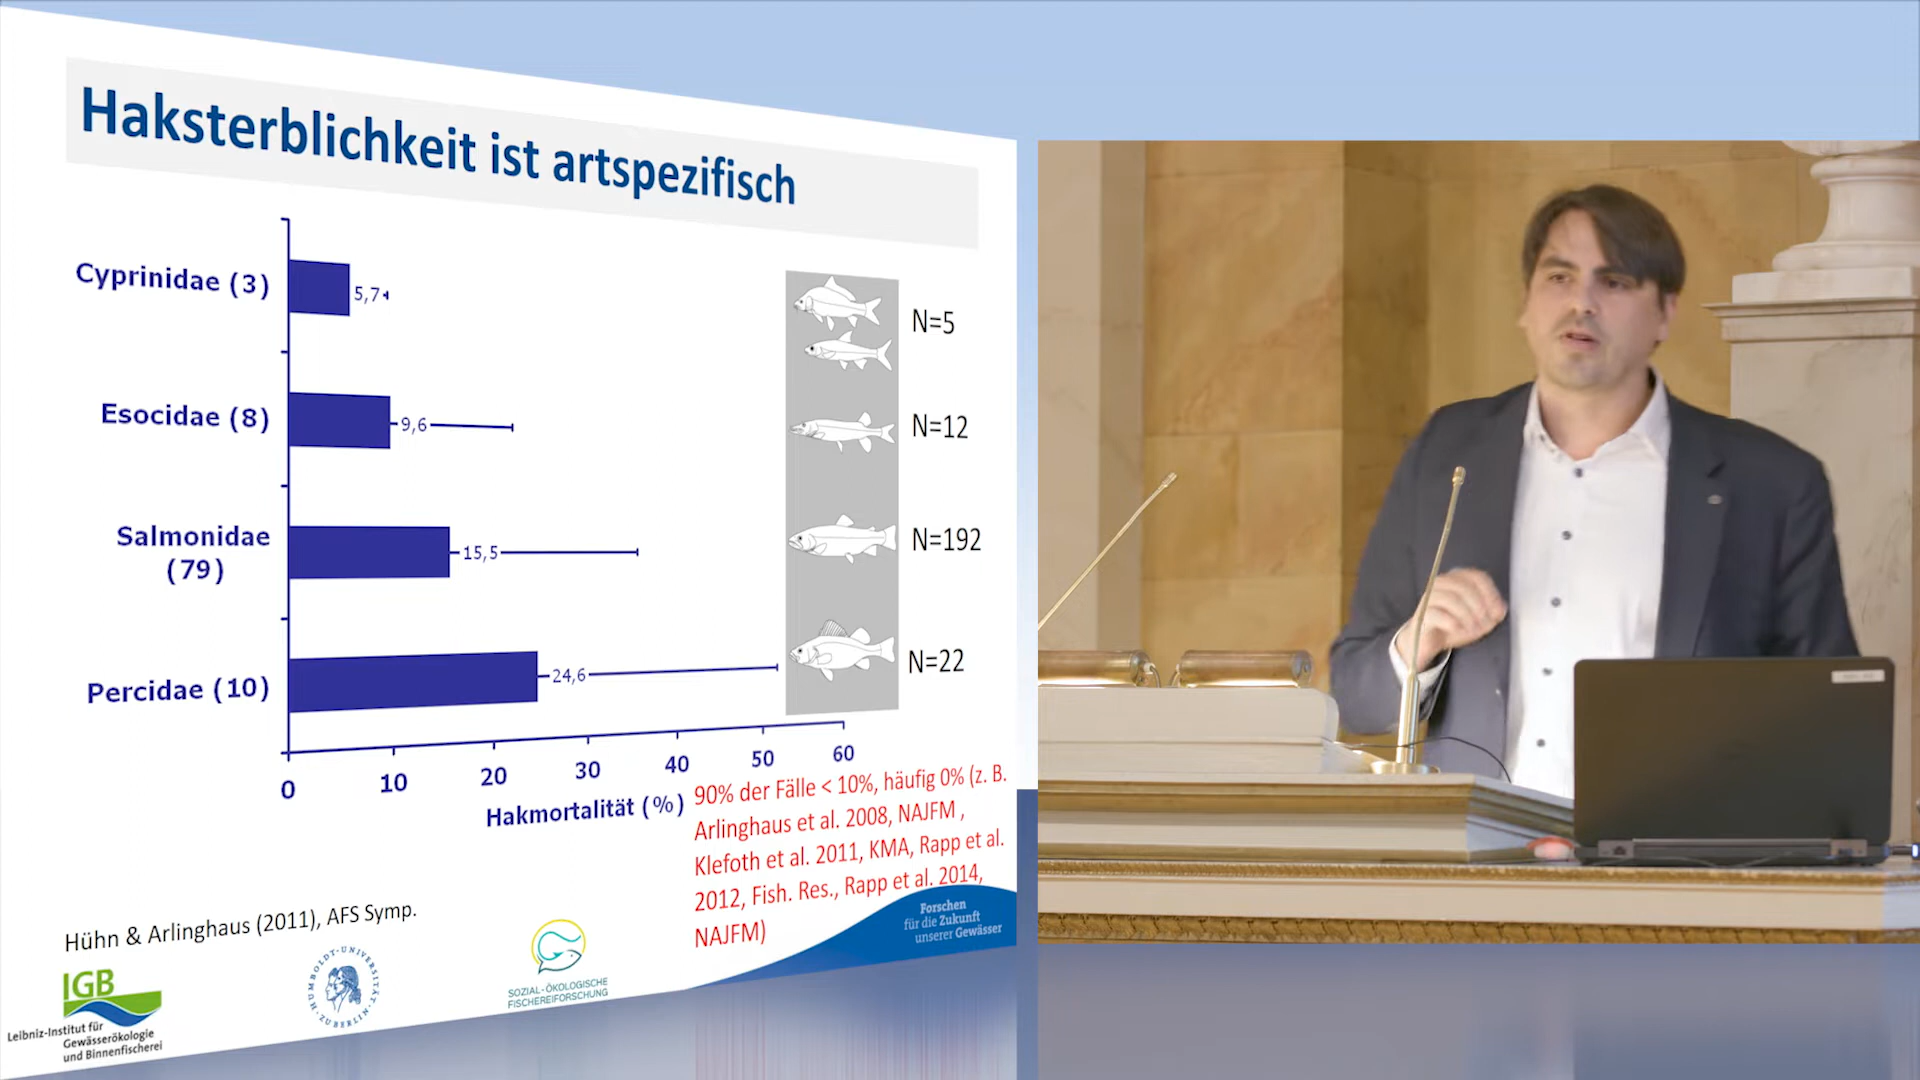 Haksterblichkeit ist artspezifisch
Cyprinidae (3)
5,7
N=5
Esocidae (8)
9,6
N=12
Salmonidae
(79)
15,5
N=192
Percidae (10)
24,6
N=22
0 10 20 30 40 50 60
Hakmortalität (%)
90% der Fälle < 10%, häufig 0% (z. B.
Arlinghaus et al. 2008, NAJFM ,
Klefoth et al. 2011, KMA, Rapp et al.
2012, Fish. Res., Rapp et al. 2014,
NAJFM)
Hühn & Arlinghaus (2011), AFS Symp.
IGB
Leibniz-Institut für
Gewässerökologie
und Binnenfischerei
HUMBOLDT-UNIVERSITÄT
ZU BERLIN
SOZIAL-ÖKOLOGISCHE
FISCHEREIFORSCHUNG
Forschen
für die Zukunft
unserer Gewässer